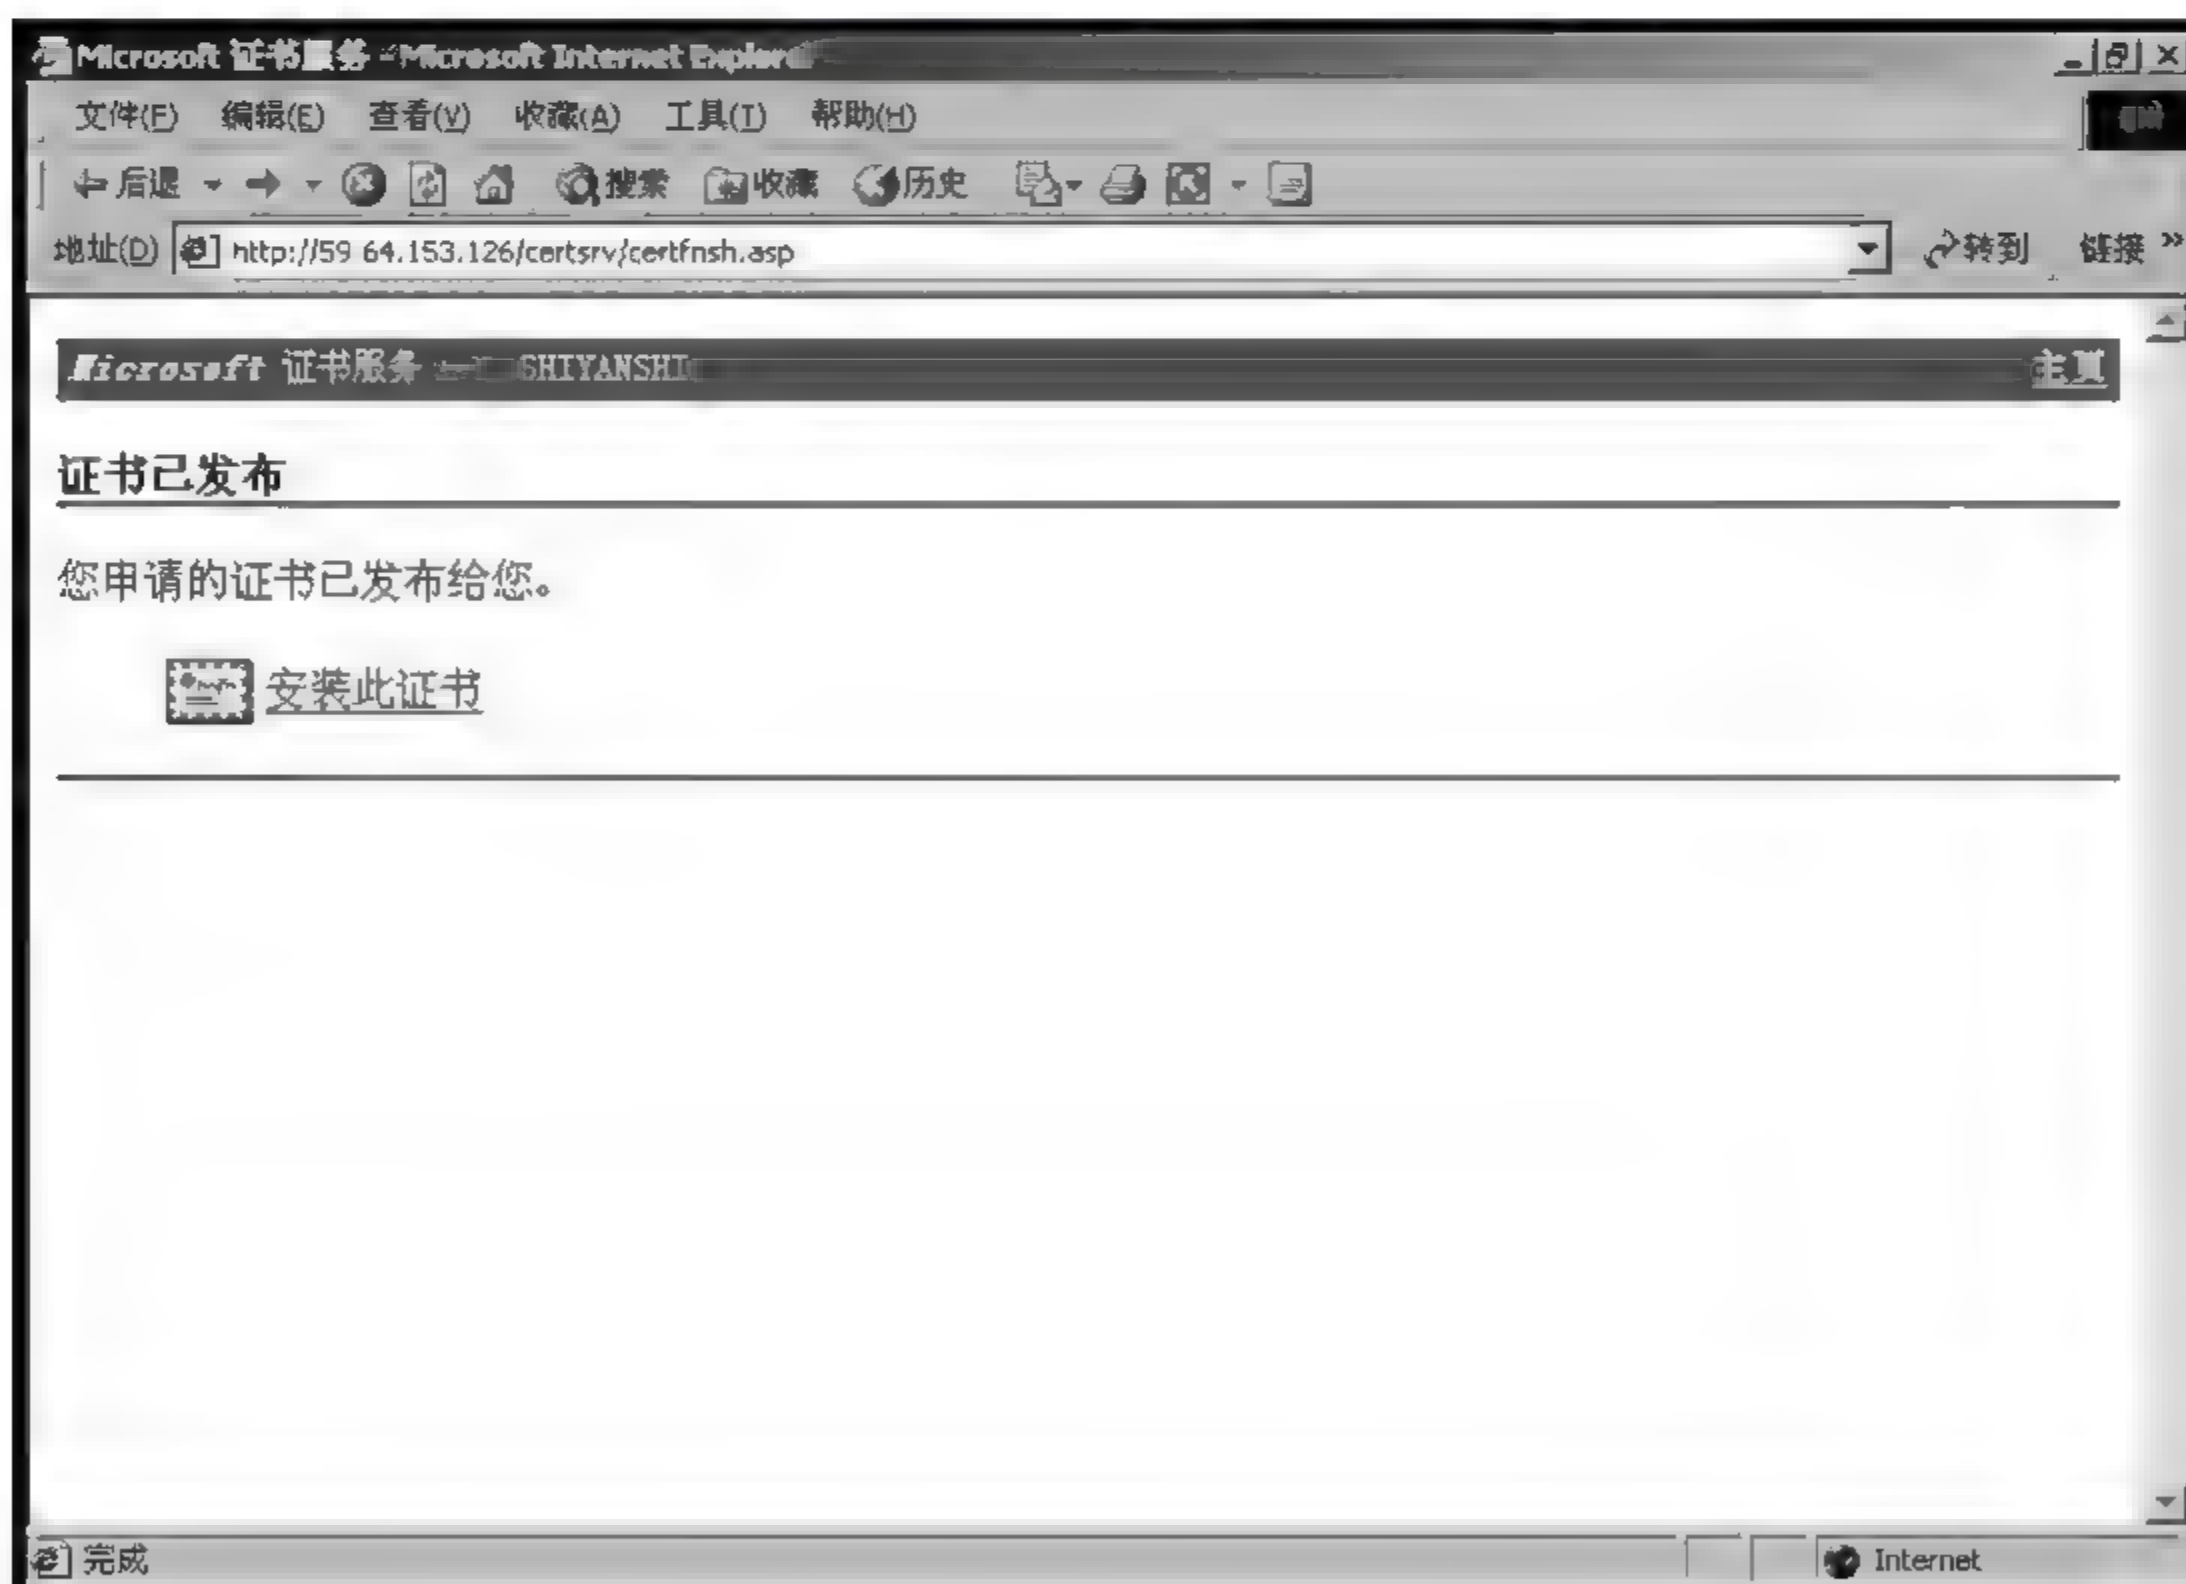 Microsoft 证书服务 - Microsoft Internet Explorer
文件(F) 编辑(E) 查看(V) 收藏(A) 工具(T) 帮助(H)
后退 搜索 收藏 历史
地址(D) http://59 64.153.126/certsrv/certfnsh.asp 转到 链接 »
Microsoft 证书服务 -- SHIYANSHI 主页
证书已发布
您申请的证书已发布给您。
安装此证书
完成 Internet